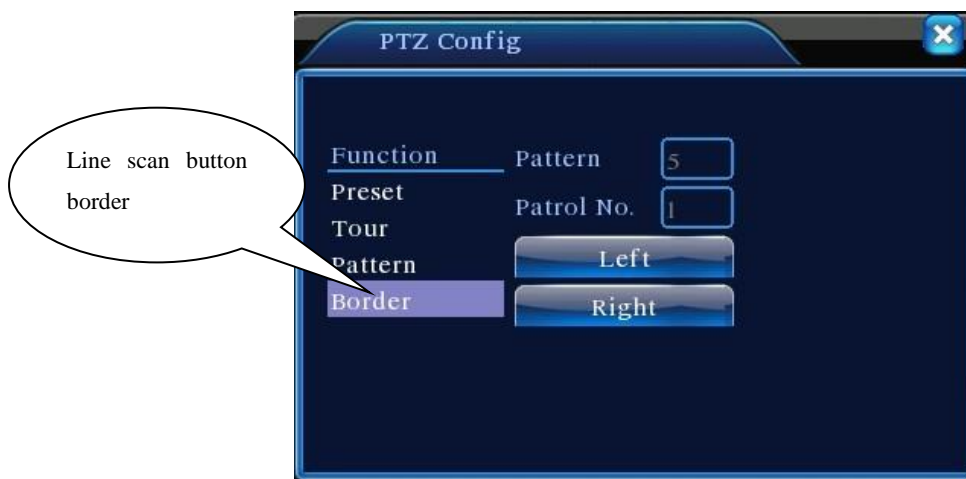 PTZ Config
Line scan button
border
Function
Preset
Tour
Pattern
Border
Pattern 5
Patrol No. 1
Left
Right